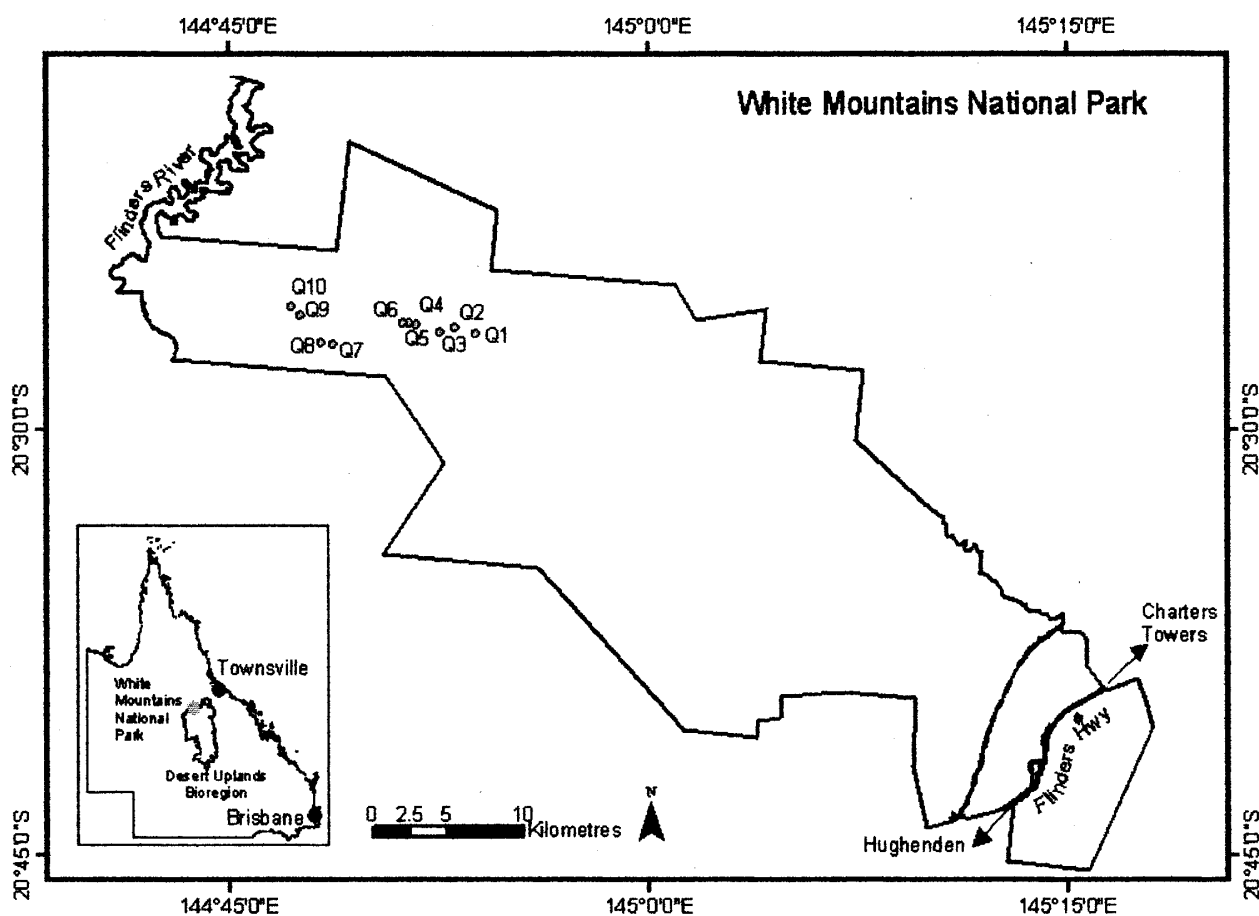 144°45'0"E
145°0'0"E
145°15'0"E
White Mountains National Park
Flinders River
Q10
Q9
Q8
Q7
Q6
Q4
Q5
Q2
Q3
Q1
20°30'0"S
20°30'0"S
Charters
Towers
Flinders Hwy
Hughenden
Townsville
White
Mountains
National
Park
Desert Uplands
Bioregion
Brisbane
0 2.5 5 10
Kilometres
N
20°45'0"S
20°45'0"S
144°45'0"E
145°0'0"E
145°15'0"E